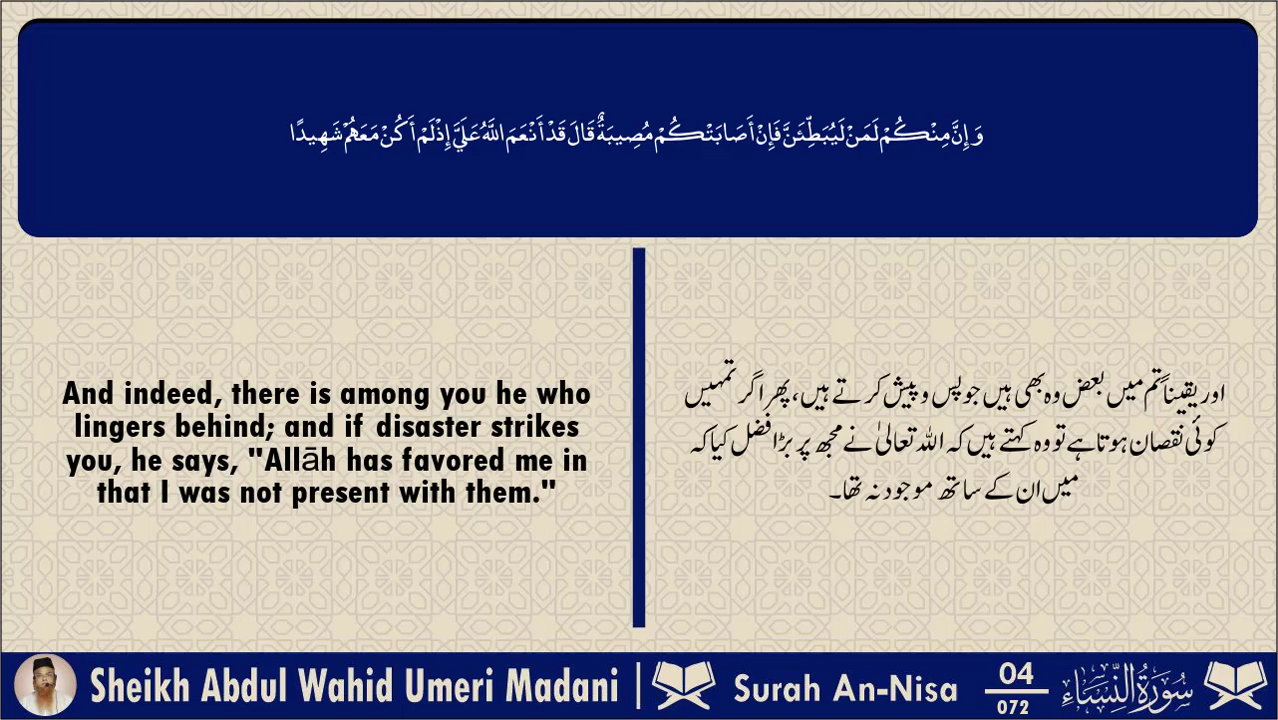 وَإِنَّ مِنْكُمْ لَمَنْ لَيُبَطِّئَنَّ فَإِنْ أَصَابَتْكُمْ مُصِيبَةٌ قَالَ قَدْ أَنْعَمَ اللَّهُ عَلَيَّ إِذْ لَمْ أَكُنْ مَعَهُمْ شَهِيدًا
And indeed, there is among you he who
lingers behind; and if disaster strikes
you, he says, "Allāh has favored me in
that I was not present with them."
اور یقیناً تم میں بعض وہ بھی ہیں جو پس و پیش کرتے ہیں، پھر اگر تمہیں
کوئی نقصان ہوتا ہے تو وہ کہتے ہیں کہ اللہ تعالیٰ نے مجھ پر بڑا فضل کیا کہ
میں ان کے ساتھ موجود نہ تھا۔
Sheikh Abdul Wahid Umeri Madani |
Surah An-Nisa
04
072
سُورَةُ النِّسَاءِ